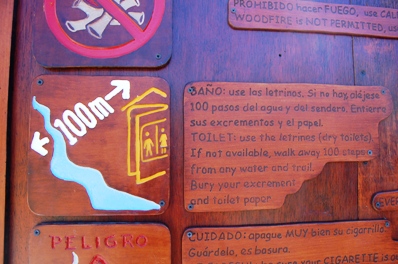 PROHIBIDO hacer FUEGO, use
WOODFIRE is NOT PERMITTED, use
100m
BAÑO: use las letrinas. Si no hay aléjese
100 pasos del agua y del sendero. Entierre
sus excrementos y el papel.
TOILET: use the letrines (dry toilets)
If not available, walk away 100 steps
from any water and trail.
Bury your excrement
and toilet paper
PELIGRO
CUIDADO: apague MUY bien su cigarrillo
Guárdelo, es basura.
your CIGARETTE is